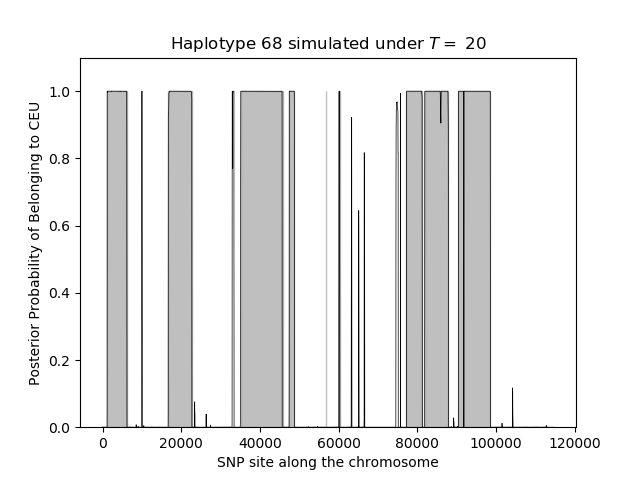 Haplotype 68 simulated under T = 20
Posterior Probability of Belonging to CEU
1.0
0.8
0.6
0.4
0.2
0.0
0 20000 40000 60000 80000 100000 120000
SNP site along the chromosome